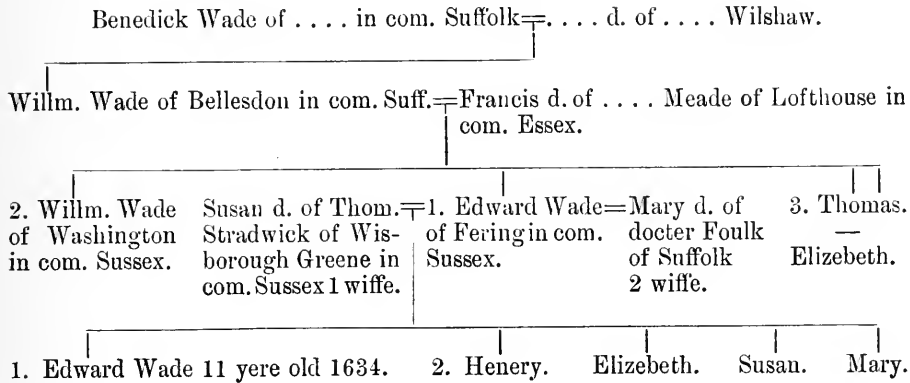 Benedick Wade of . . . . in com. Suffolk=. . . . d. of . . . . Wilshaw.
Willm. Wade of Bellesdon in com. Suff.=Francis d. of . . . . Meade of Lofthouse in
com. Essex.
2. Willm. Wade
of Washington
in com. Sussex.
Susan d. of Thom.=
Stradwick of Wis-
borough Greene in
com. Sussex 1 wiffe.
1. Edward Wade=
of Fering in com.
Sussex.
Mary d. of
docter Foulk
of Suffolk
2 wiffe.
3. Thomas.
—
Elizebeth.
1. Edward Wade 11 yere old 1634. 2. Henery. Elizebeth. Susan. Mary.